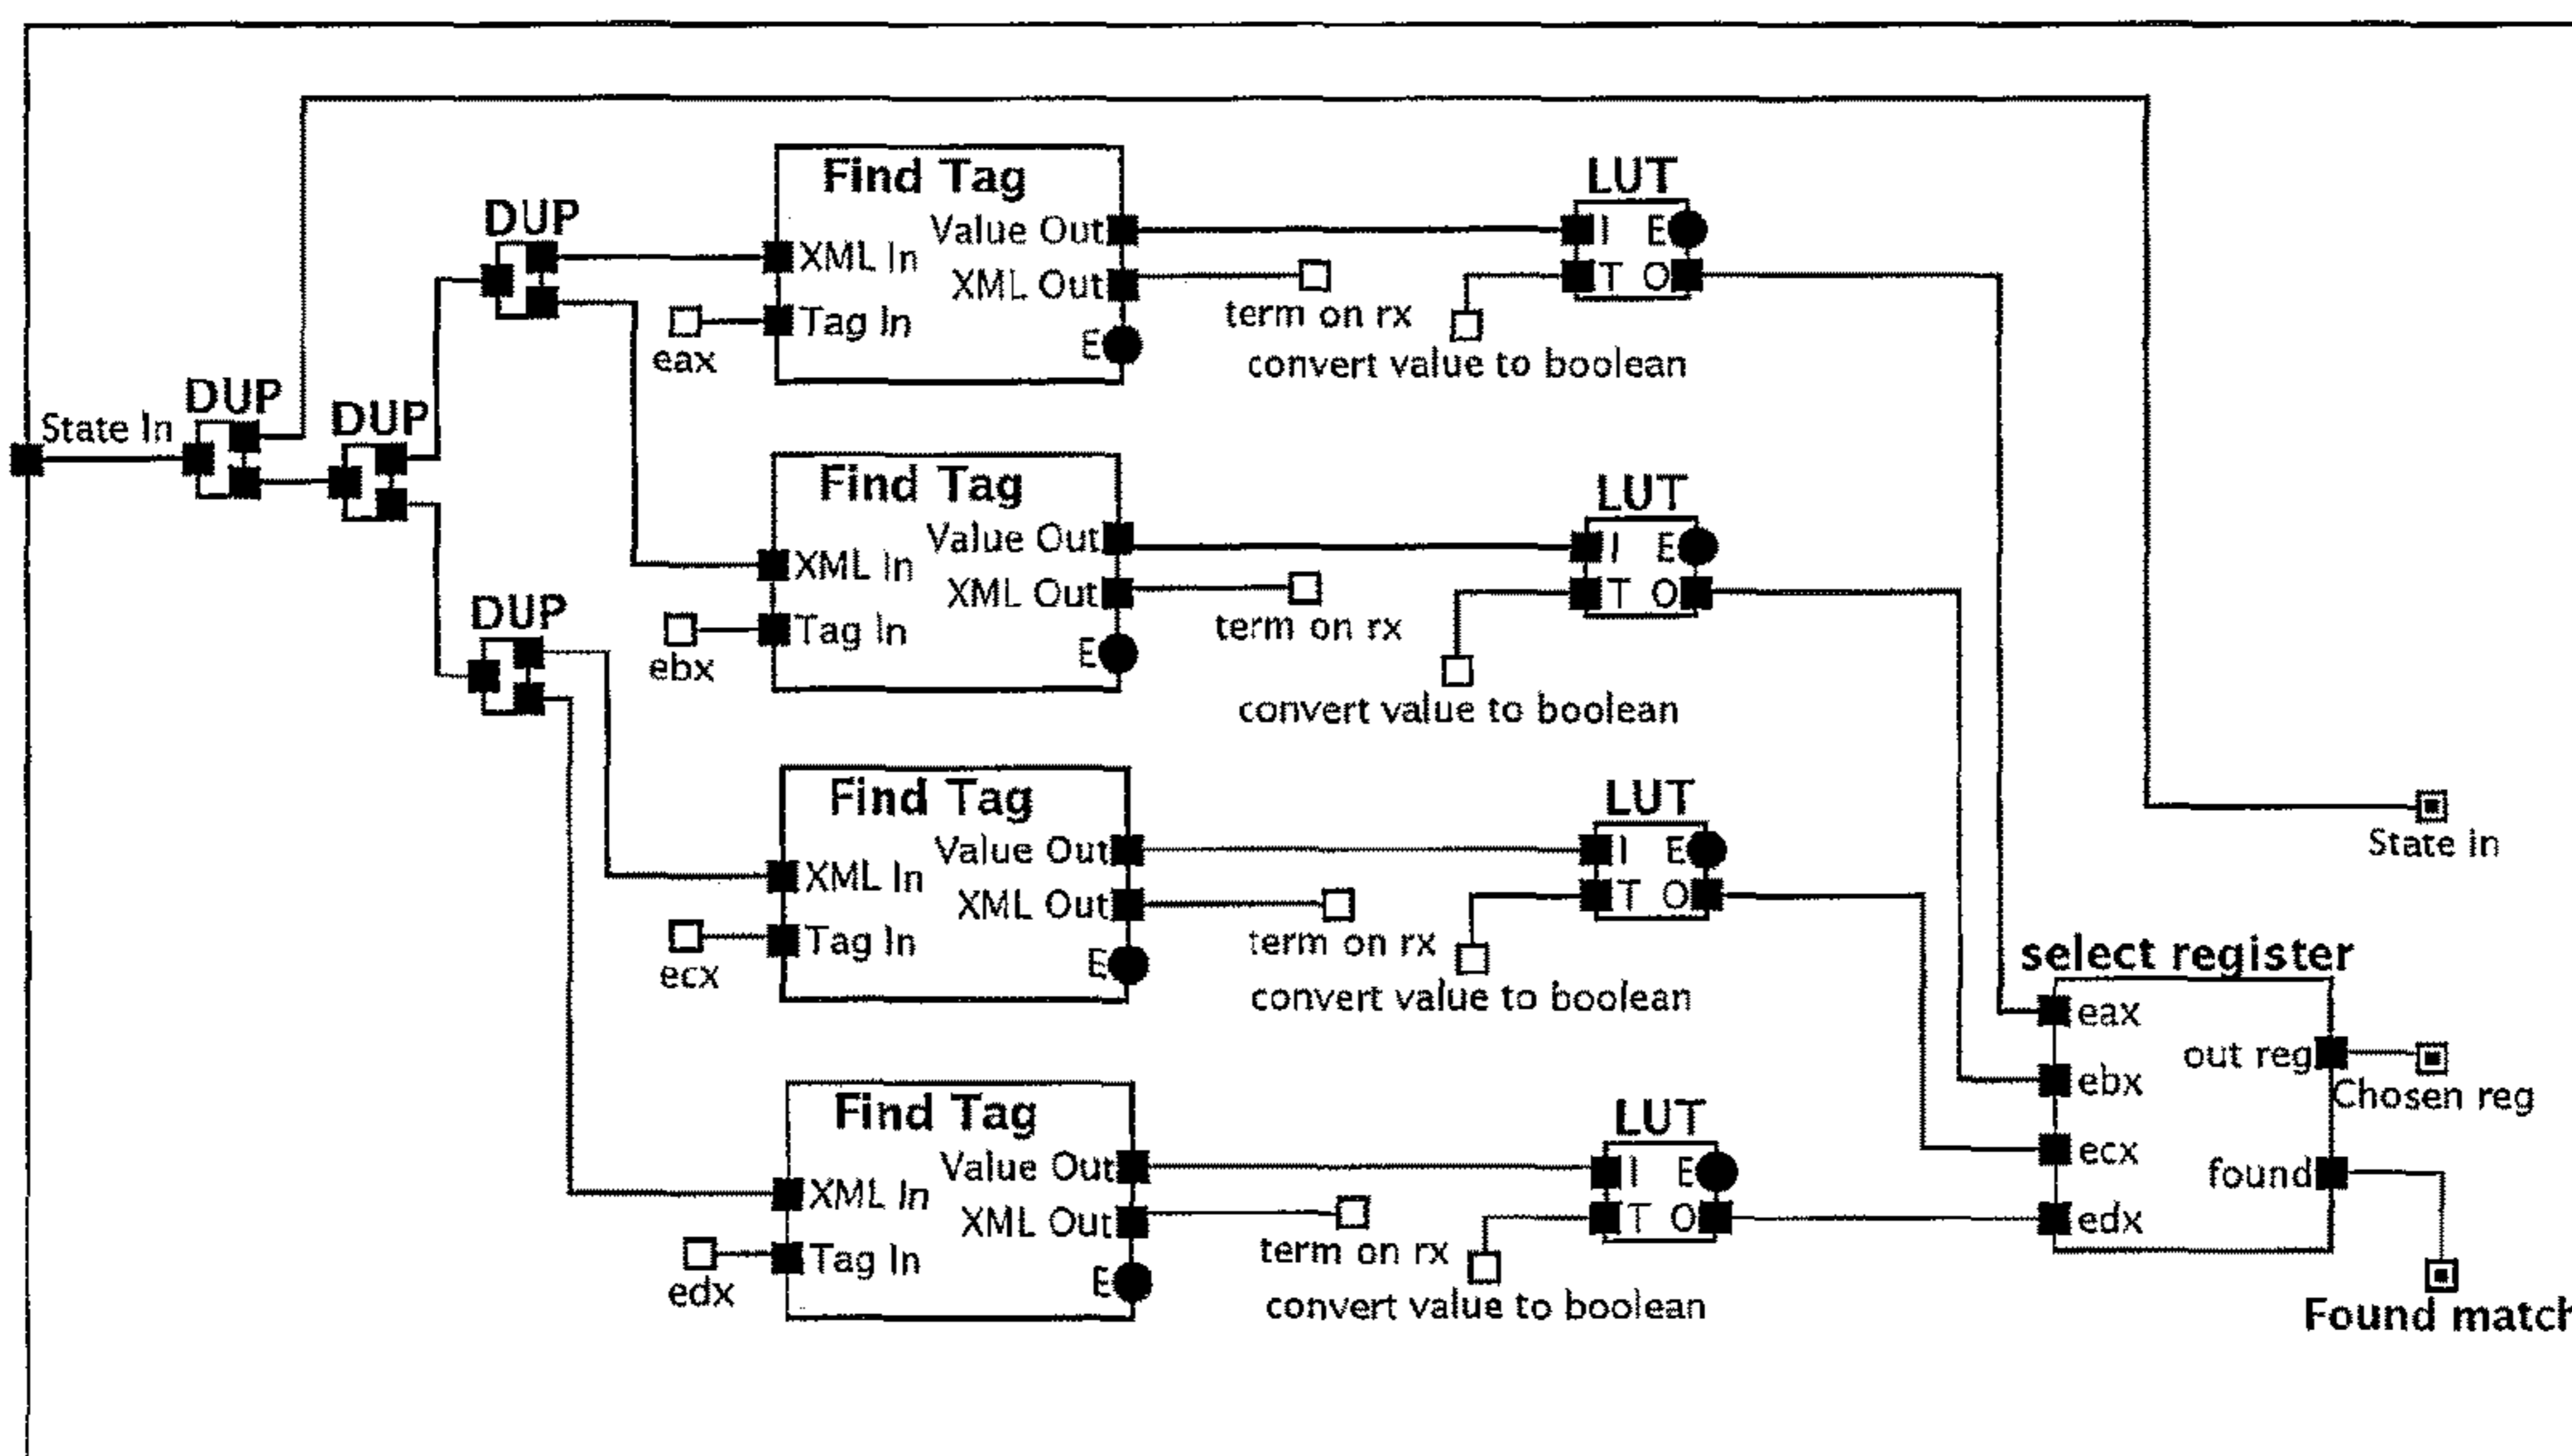 State In
DUP
DUP
DUP
DUP
Find Tag
XML In
Tag In
Value Out
XML Out
E
eax
term on rx
LUT
I E
T O
convert value to boolean
Find Tag
XML In
Tag In
Value Out
XML Out
E
ebx
term on rx
LUT
I E
T O
convert value to boolean
Find Tag
XML In
Tag In
Value Out
XML Out
E
ecx
term on rx
LUT
I E
T O
convert value to boolean
Find Tag
XML In
Tag In
Value Out
XML Out
E
edx
term on rx
LUT
I E
T O
convert value to boolean
State in
select register
eax
ebx
ecx
edx
out reg
found
Chosen reg
Found match